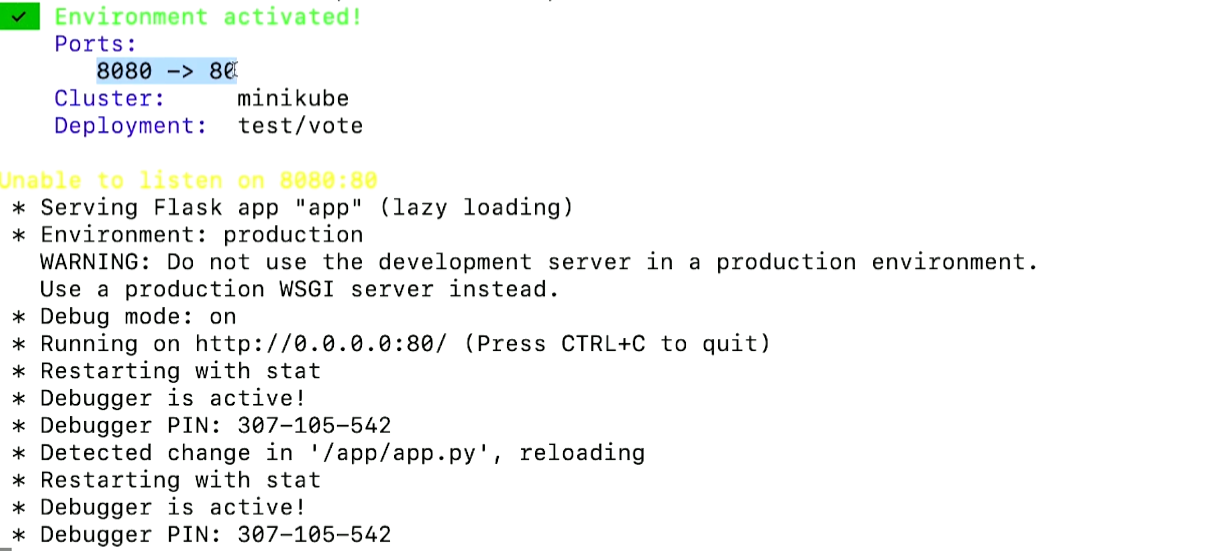 ✓ Environment activated!
Ports:
8080 -> 80
Cluster: minikube
Deployment: test/vote
Unable to listen on 8080:80
* Serving Flask app "app" (lazy loading)
* Environment: production
WARNING: Do not use the development server in a production environment.
Use a production WSGI server instead.
* Debug mode: on
* Running on http://0.0.0.0:80/ (Press CTRL+C to quit)
* Restarting with stat
* Debugger is active!
* Debugger PIN: 307-105-542
* Detected change in '/app/app.py', reloading
* Restarting with stat
* Debugger is active!
* Debugger PIN: 307-105-542